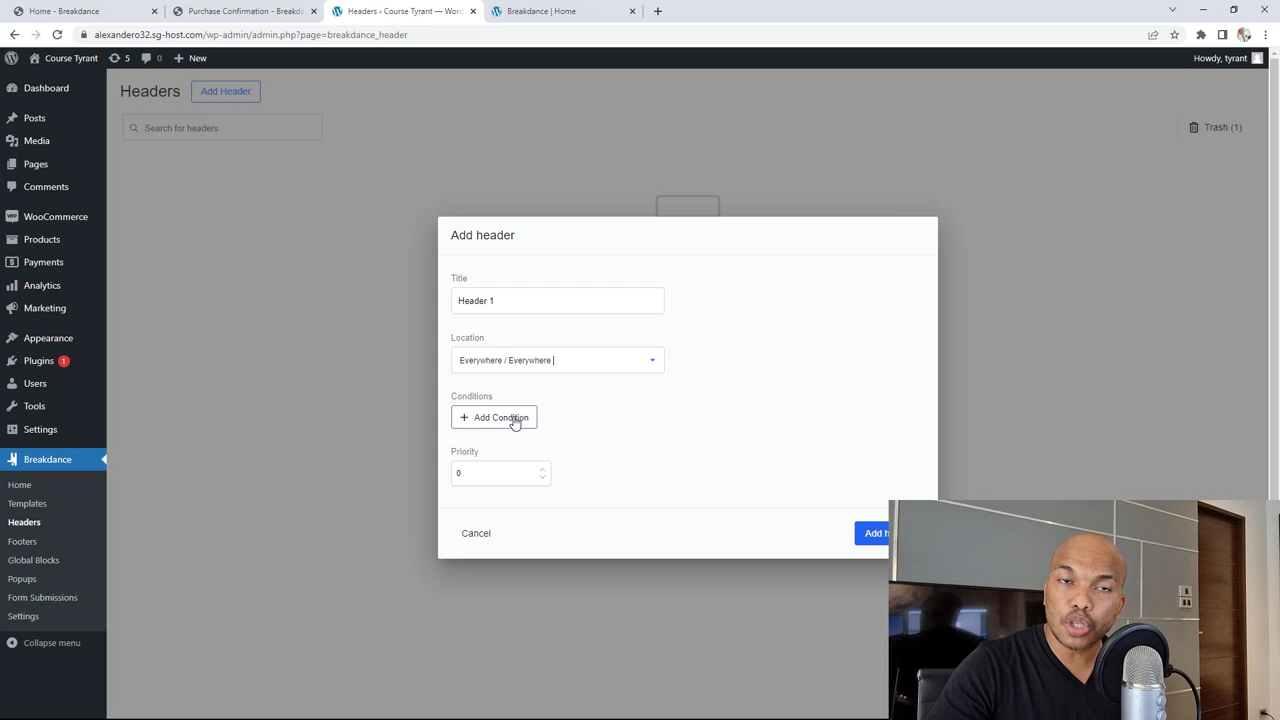 Home - Breakdance
Purchase Confirmation - Breakda
Headers ‹ Course Tyrant — Word
Breakdance | Home
alexandero32.sg-host.com/wp-admin/admin.php?page=breakdance_header
Course Tyrant
5
0
New
Howdy, tyrant
Dashboard
Posts
Media
Pages
Comments
WooCommerce
Products
Payments
Analytics
Marketing
Appearance
Plugins 1
Users
Tools
Settings
Breakdance
Home
Templates
Headers
Footers
Global Blocks
Popups
Form Submissions
Settings
Collapse menu
Headers
Add Header
Search for headers
Trash (1)
Add header
Title
Header 1
Location
Everywhere / Everywhere
Conditions
+ Add Condition
Priority
0
Cancel
Add h